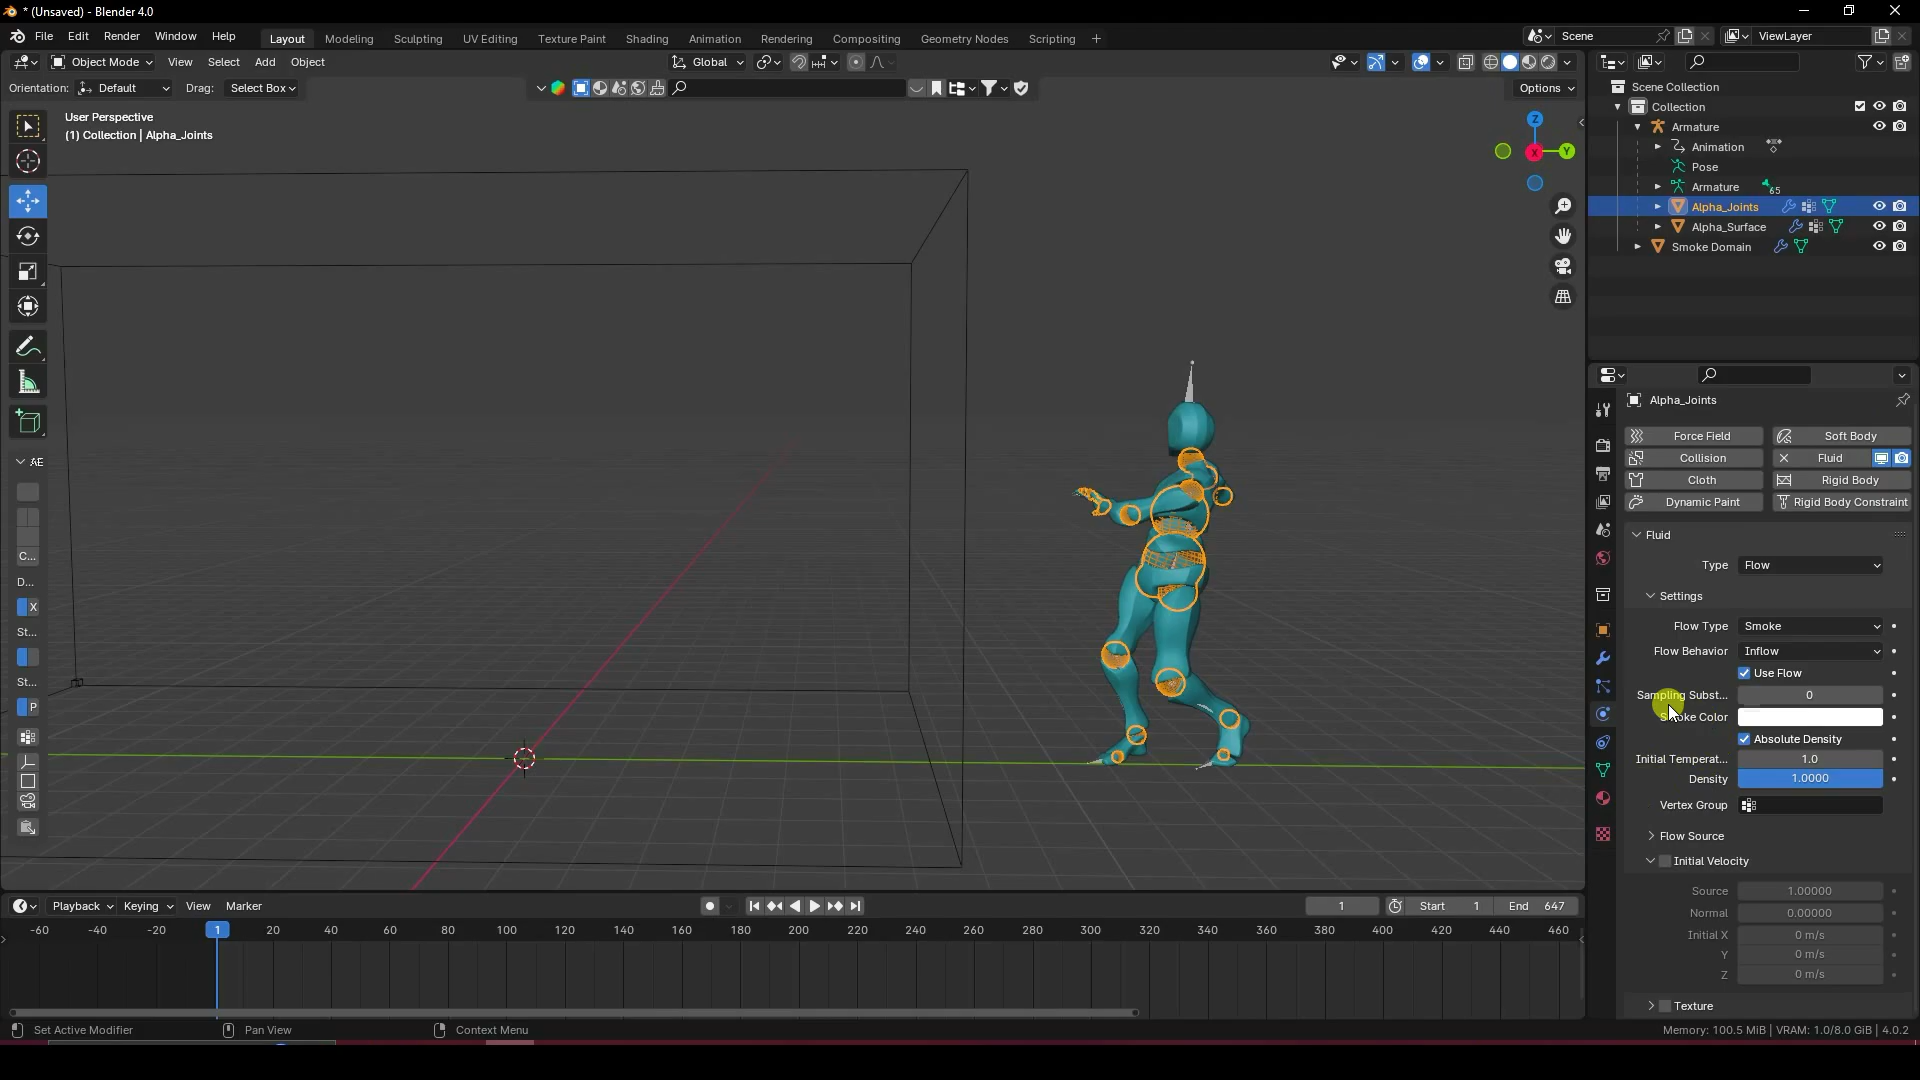 * (Unsaved) - Blender 4.0
File Edit Render Window Help Layout Modeling Sculpting UV Editing Texture Paint Shading Animation Rendering Compositing Geometry Nodes Scripting + Scene ViewLayer
Object Mode View Select Add Object Global
Orientation: Default Drag: Select Box Options
User Perspective
(1) Collection | Alpha_Joints
Z
X
Y
AE
C...
D...
X
St...
St...
P
Scene Collection
Collection
Armature
Animation
Pose
Armature 65
Alpha_Joints
Alpha_Surface
Smoke Domain
Alpha_Joints
Force Field Soft Body
Collision Fluid
Cloth Rigid Body
Dynamic Paint Rigid Body Constraint
Fluid
Type Flow
Settings
Flow Type Smoke
Flow Behavior Inflow
Use Flow
Sampling Subst... 0
Color
Absolute Density
Initial Temperat... 1.0
Density 1.0000
Vertex Group
Flow Source
Initial Velocity
Source 1.00000
Normal 0.00000
Initial X 0 m/s
Y 0 m/s
Z 0 m/s
Texture
Playback Keying View Marker 1 Start 1 End 647
-60 -40 -20 1 20 40 60 80 100 120 140 160 180 200 220 240 260 280 300 320 340 360 380 400 420 440 460
Set Active Modifier Pan View Context Menu Memory: 100.5 MiB | VRAM: 1.0/8.0 GiB | 4.0.2